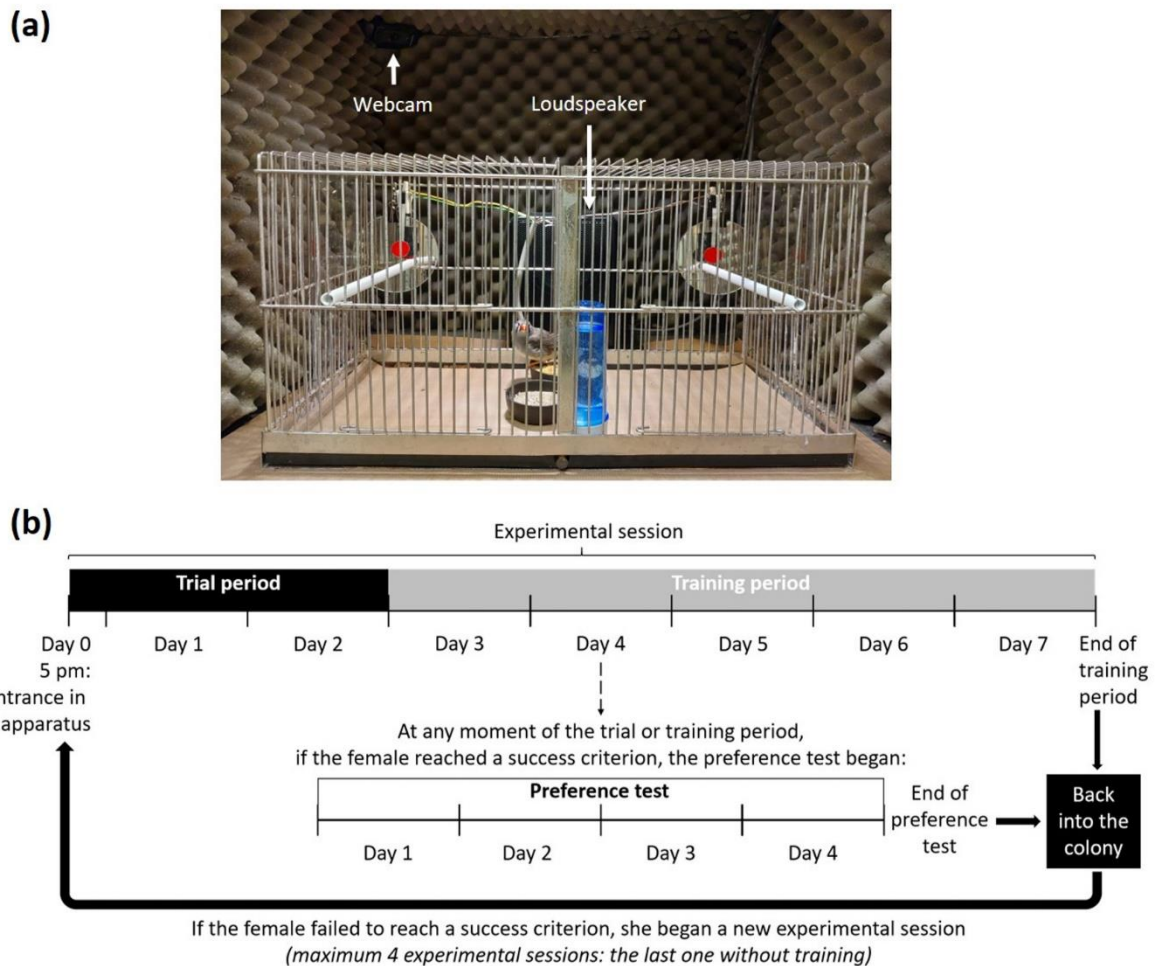 (a)
Webcam
Loudspeaker
(b)
Experimental session
Trial period
Training period
Day 0
Day 1
Day 2
Day 3
Day 4
Day 5
Day 6
Day 7
5 pm:
ntrance in
apparatus
End of
training
period
At any moment of the trial or training period,
if the female reached a success criterion, the preference test began:
Preference test
Day 1
Day 2
Day 3
Day 4
End of
preference
test
Back
into the
colony
If the female failed to reach a success criterion, she began a new experimental session
(maximum 4 experimental sessions: the last one without training)